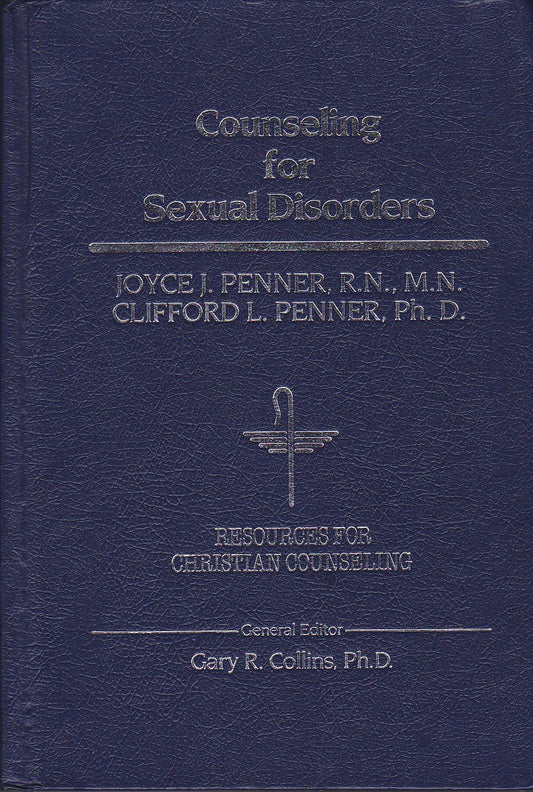 Counseling
for
Sexual Disorders
JOYCE J. PENNER, R.N., M.N.
CLIFFORD L. PENNER, Ph. D.
RESOURCES FOR
CHRISTIAN COUNSELING
General Editor
Gary R. Collins, Ph.D.